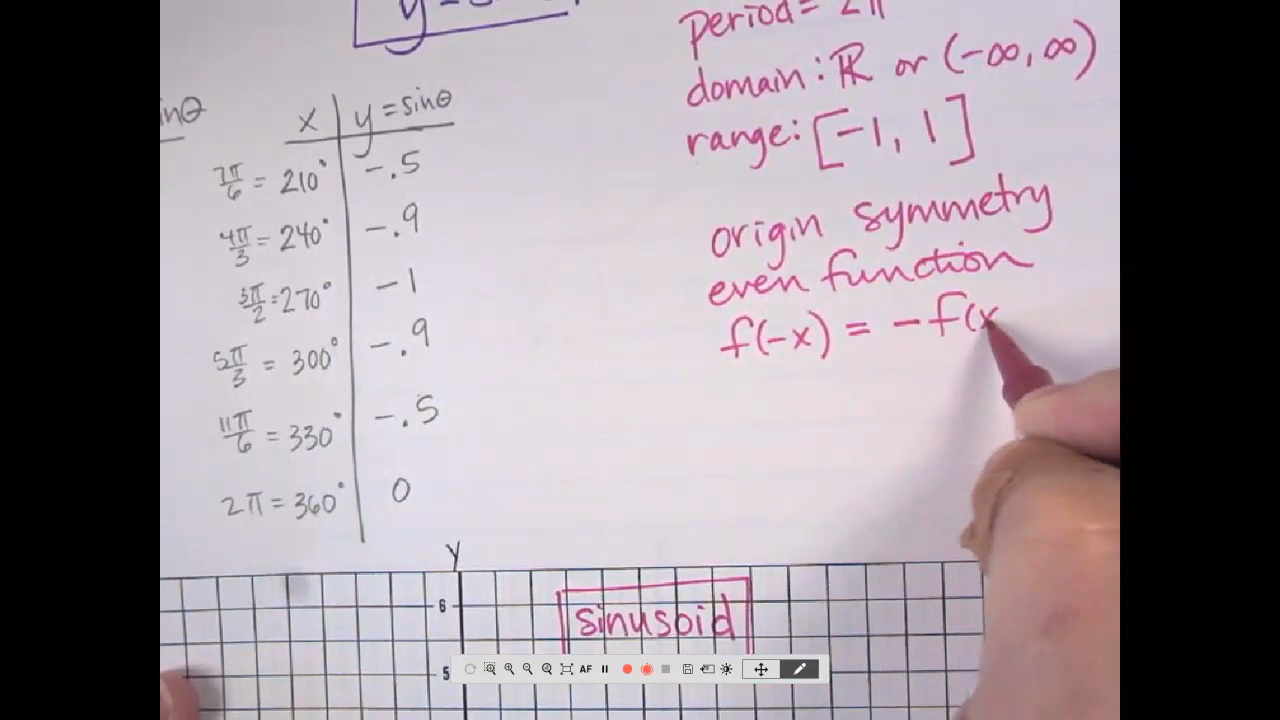 period = 2π
domain: ℝ or (-∞, ∞)
range: [-1, 1]
origin symmetry
even function
f(-x) = -f(x
inθ
x y = sinθ
7π/6 = 210° -.5
4π/3 = 240° -.9
3π/2 = 270° -1
5π/3 = 300° -.9
11π/6 = 330° -.5
2π = 360° 0
y
6
sinusoid
5
AF